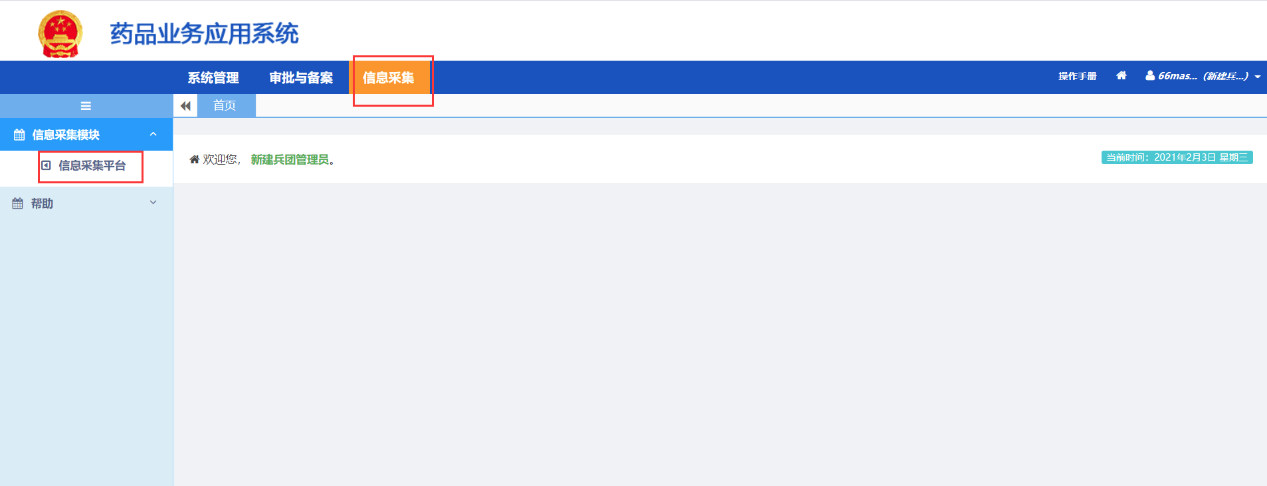 药品业务应用系统
系统管理 审批与备案 信息采集 操作手册 66mas... (新建兵...)
首页
信息采集模块
信息采集平台
欢迎您, 新建兵团管理员。 当前时间: 2021年2月3日 星期三
帮助